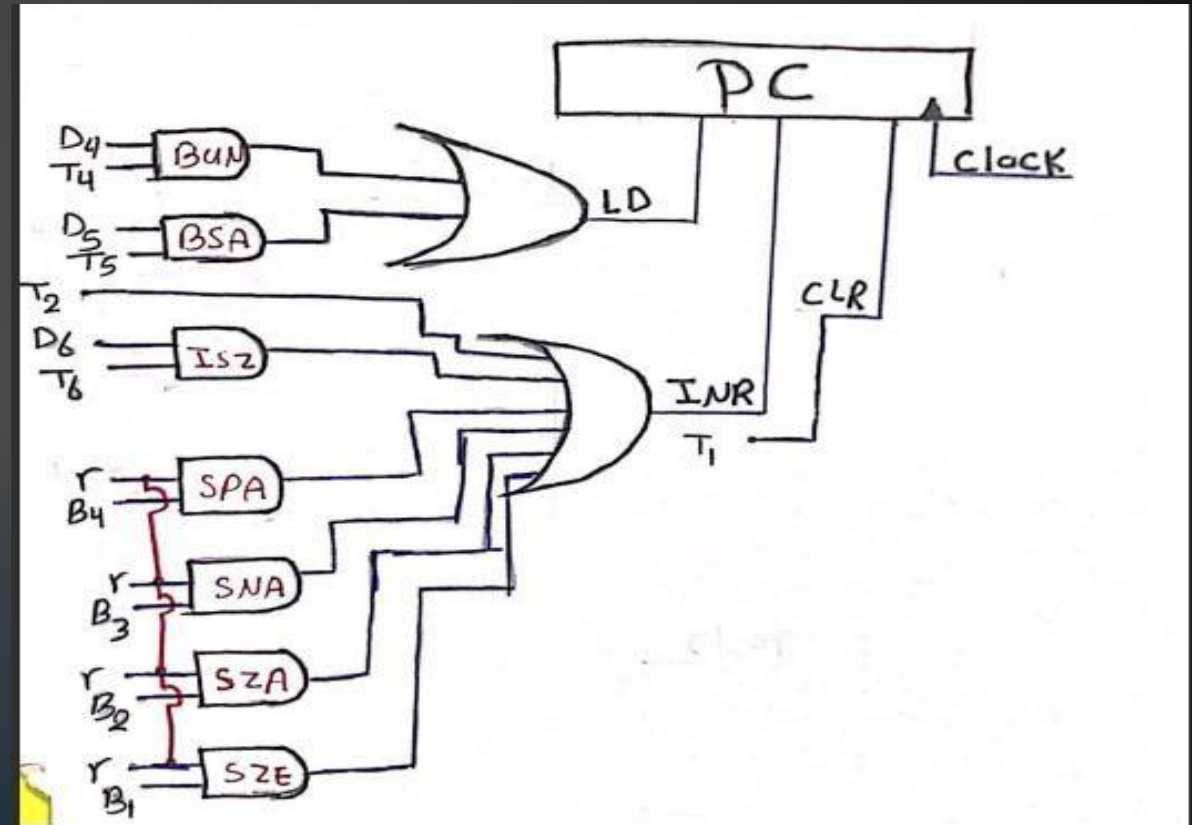 PC
D4
T4
BUN
D5
T5
BSA
LD
Clock
T2
CLR
D6
T6
ISZ
INR
T1
r
B4
SPA
r
B3
SNA
r
B2
SZA
r
B1
SZE